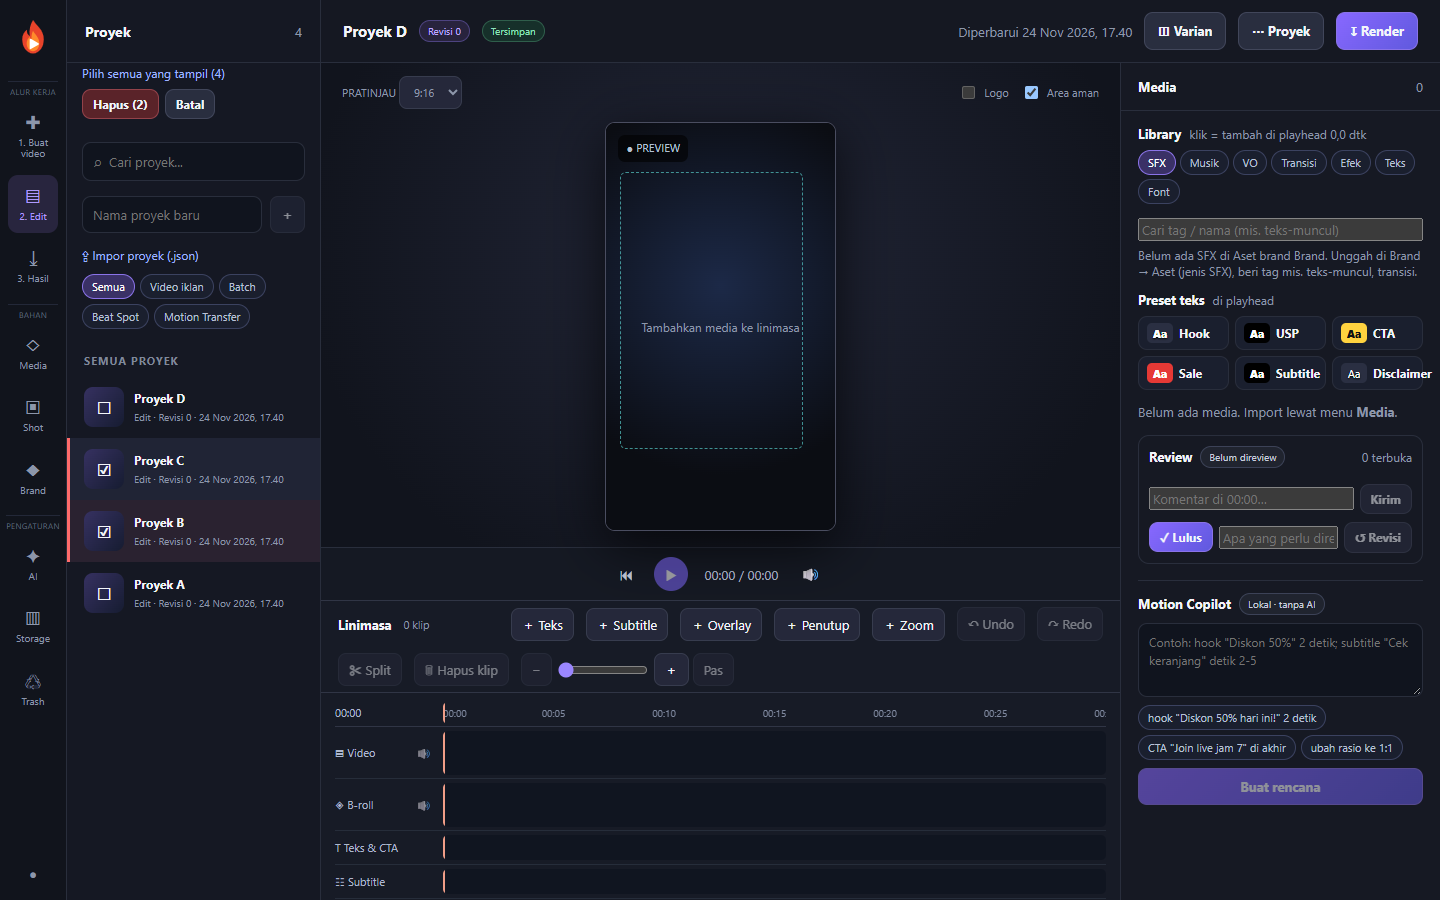 ALUR KERJA
1. Buat video
2. Edit
3. Hasil
BAHAN
Media
Shot
Brand
PENGATURAN
AI
Storage
Trash
Proyek 4
Pilih semua yang tampil (4)
Hapus (2) Batal
Cari proyek...
Nama proyek baru +
Impor proyek (.json)
Semua Video iklan Batch
Beat Spot Motion Transfer
SEMUA PROYEK
Proyek D
Edit · Revisi 0 · 24 Nov 2026, 17.40
Proyek C
Edit · Revisi 0 · 24 Nov 2026, 17.40
Proyek B
Edit · Revisi 0 · 24 Nov 2026, 17.40
Proyek A
Edit · Revisi 0 · 24 Nov 2026, 17.40
Proyek D Revisi 0 Tersimpan Diperbarui 24 Nov 2026, 17.40 Varian ··· Proyek Render
PRATINJAU 9:16 Logo Area aman
PREVIEW
Tambahkan media ke linimasa
00:00 / 00:00
Linimasa 0 klip + Teks + Subtitle + Overlay + Penutup + Zoom Undo Redo
Split Hapus klip − + Pas
00:00 00:00 00:05 00:10 00:15 00:20 00:25 00:
Video
B-roll
T Teks & CTA
Subtitle
Media 0
Library klik = tambah di playhead 0,0 dtk
SFX Musik VO Transisi Efek Teks
Font
Cari tag / nama (mis. teks-muncul)
Belum ada SFX di Aset brand Brand. Unggah di Brand
→ Aset (jenis SFX), beri tag mis. teks-muncul, transisi.
Preset teks di playhead
Aa Hook Aa USP Aa CTA
Aa Sale Aa Subtitle Aa Disclaimer
Belum ada media. Import lewat menu Media.
Review Belum direview 0 terbuka
Komentar di 00:00... Kirim
✓ Lulus Apa yang perlu dire Revisi
Motion Copilot Lokal · tanpa AI
Contoh: hook "Diskon 50%" 2 detik; subtitle "Cek
keranjang" detik 2-5
hook "Diskon 50% hari ini!" 2 detik
CTA "Join live jam 7" di akhir ubah rasio ke 1:1
Buat rencana